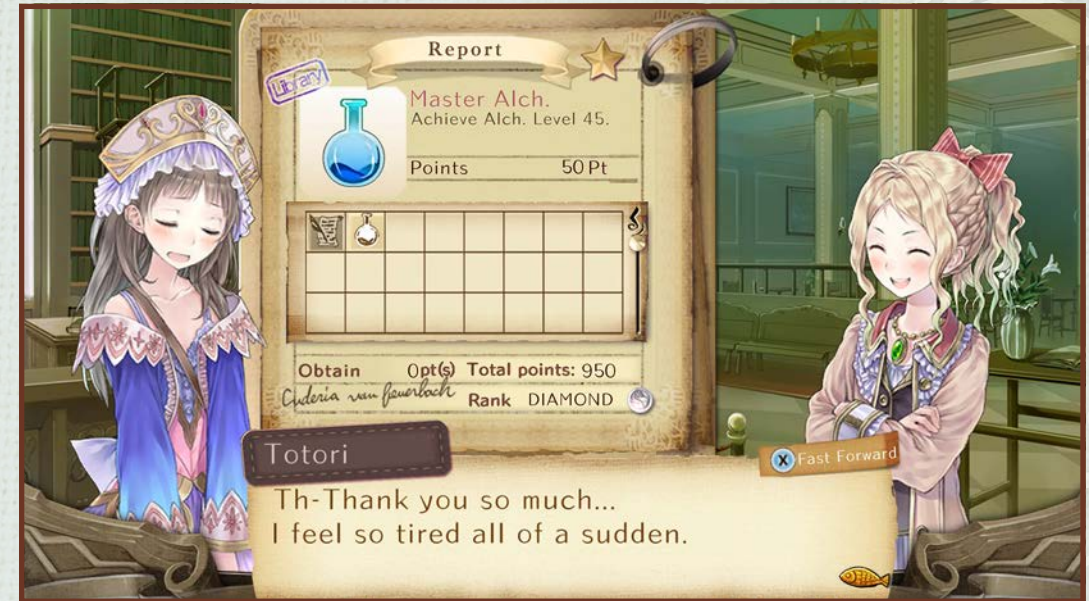 Report
Library
Master Alch.
Achieve Alch. Level 45.
Points 50 Pt
Obtain 0pt(s) Total points: 950
Cuderia van feuerbach
Rank DIAMOND
Totori
X Fast Forward
Th-Thank you so much...
I feel so tired all of a sudden.